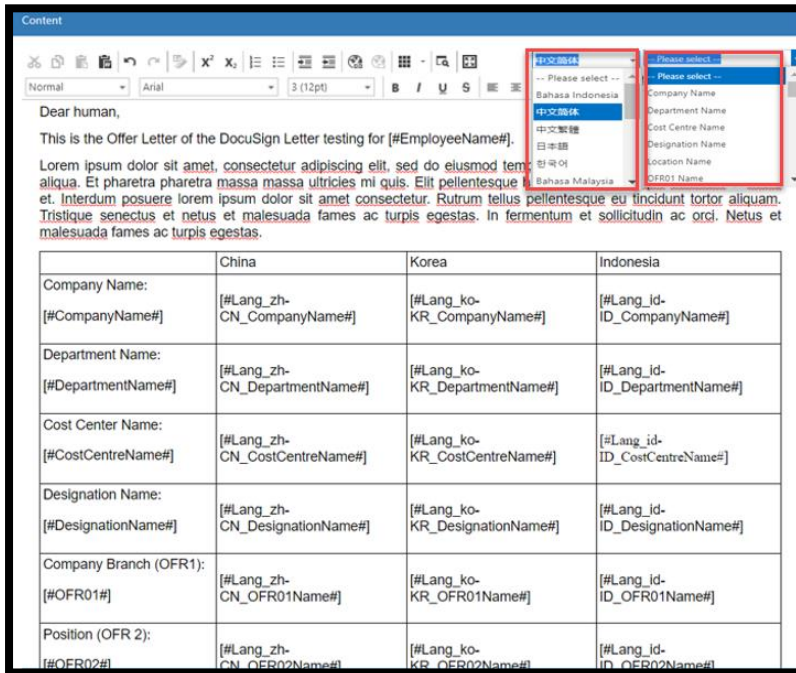 Content
中文简体
-- Please select --
Normal
Arial
3 (12pt)
B I U S
-- Please select --
Bahasa Indonesia
中文简体
中文繁體
日本語
한국어
Bahasa Malaysia
-- Please select --
Company Name
Department Name
Cost Centre Name
Designation Name
Location Name
OFR01 Name
Dear human,
This is the Offer Letter of the DocuSign Letter testing for [#EmployeeName#].
Lorem ipsum dolor sit amet, consectetur adipiscing elit, sed do eiusmod
aliqua. Et pharetra pharetra massa massa ultricies mi quis. Elit pellentesque
et. Interdum posuere lorem ipsum dolor sit amet consectetur. Rutrum tellus pellentesque eu tincidunt tortor aliquam.
Tristique senectus et netus et malesuada fames ac turpis egestas. In fermentum et sollicitudin ac orci. Netus et
malesuada fames ac turpis egestas.
China Korea Indonesia
Company Name:
[#CompanyName#]
[#Lang_zh-
CN_CompanyName#]
[#Lang_ko-
KR_CompanyName#]
[#Lang_id-
ID_CompanyName#]
Department Name:
[#DepartmentName#]
[#Lang_zh-
CN_DepartmentName#]
[#Lang_ko-
KR_DepartmentName#]
[#Lang_id-
ID_DepartmentName#]
Cost Center Name:
[#CostCentreName#]
[#Lang_zh-
CN_CostCentreName#]
[#Lang_ko-
KR_CostCentreName#]
[#Lang_id-
ID_CostCentreName#]
Designation Name:
[#DesignationName#]
[#Lang_zh-
CN_DesignationName#]
[#Lang_ko-
KR_DesignationName#]
[#Lang_id-
ID_DesignationName#]
Company Branch (OFR1):
[#OFR01#]
[#Lang_zh-
CN_OFR01Name#]
[#Lang_ko-
KR_OFR01Name#]
[#Lang_id-
ID_OFR01Name#]
Position (OFR 2):
[#OFR02#]
[#Lang_zh-
CN_OFR02Name#]
[#Lang_ko-
KR_OFR02Name#]
[#Lang_id-
ID_OFR02Name#]